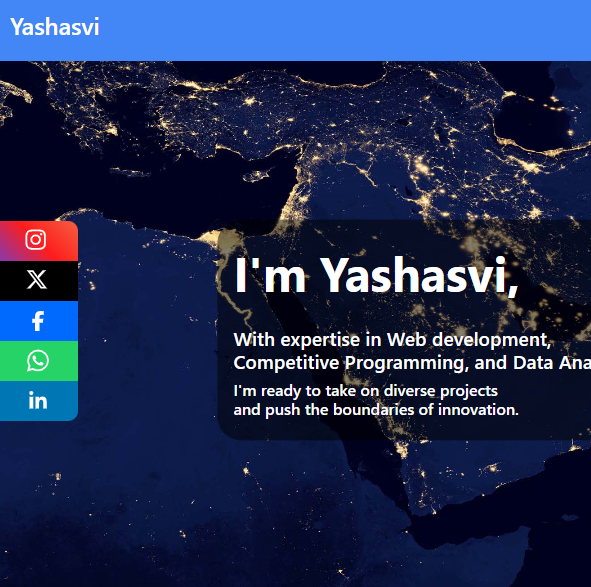 Yashasvi
I'm Yashasvi,
With expertise in Web development,
Competitive Programming, and Data Ana
I'm ready to take on diverse projects
and push the boundaries of innovation.